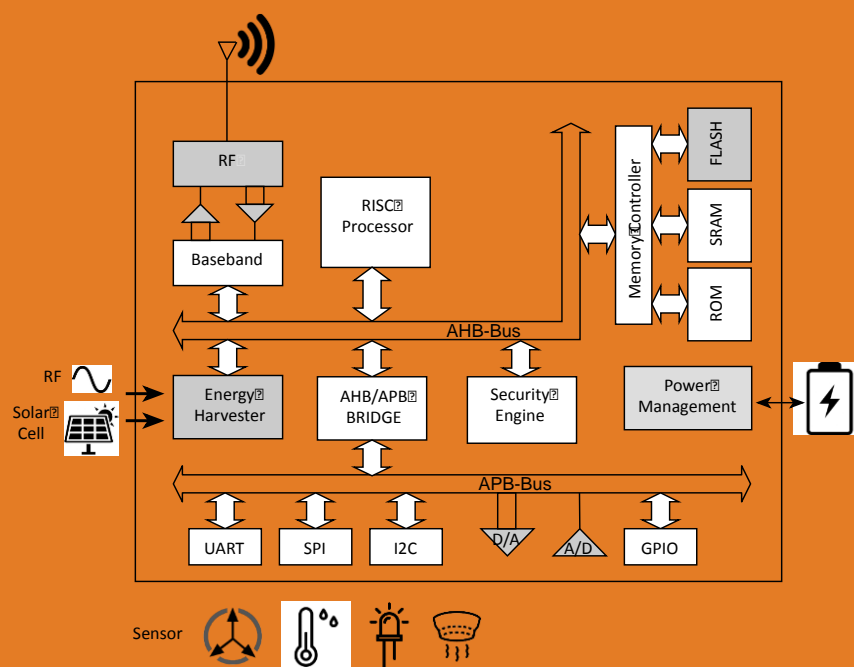 RF
Baseband
RISC
Processor
Memory Controller
FLASH
SRAM
ROM
AHB-Bus
RF
Solar
Cell
Energy
Harvester
AHB/APB
BRIDGE
Security
Engine
Power
Management
APB-Bus
UART
SPI
I2C
D/A
A/D
GPIO
Sensor